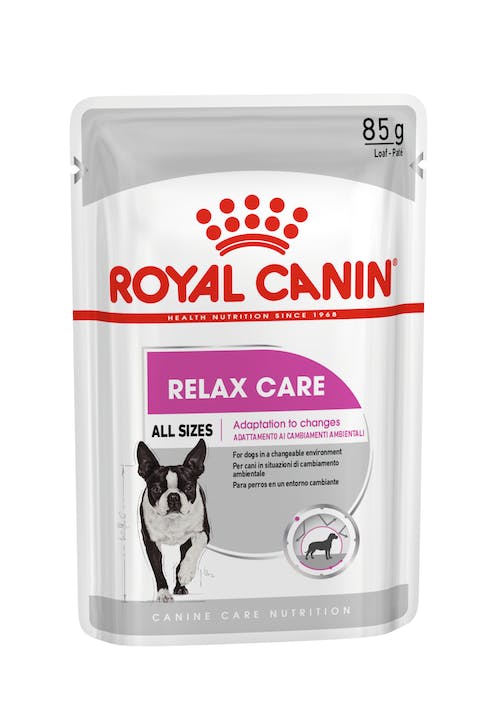 85g
Loaf - Paté
ROYAL CANIN®
HEALTH NUTRITION SINCE 1968
RELAX CARE
ALL SIZES
Adaptation to changes
ADATTAMENTO AI CAMBIAMENTI AMBIENTALI
For dogs in a changeable environment
Per cani in situazioni di cambiamento
ambientale
Para perros en un entorno cambiante
CANINE CARE NUTRITION